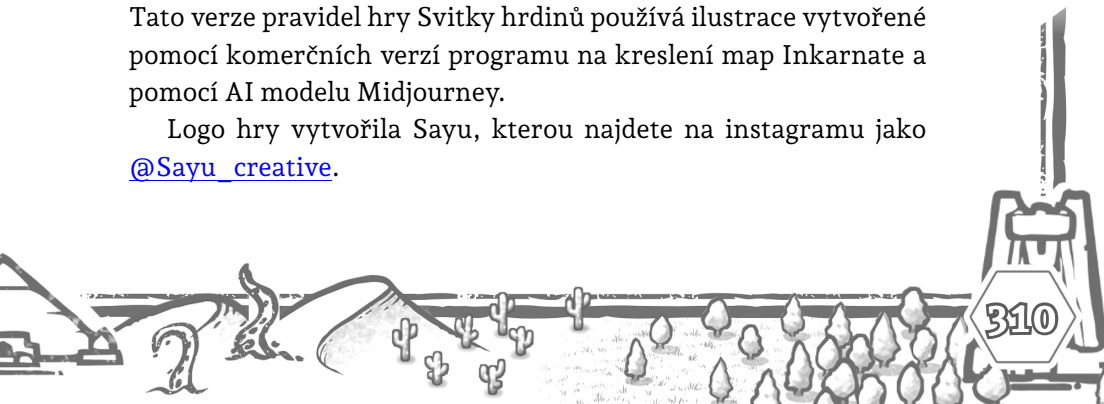 Tato verze pravidel hry Svitky hrdinů používá ilustrace vytvořené
pomocí komerčních verzí programu na kreslení map Inkarnate a
pomocí AI modelu Midjourney.
Logo hry vytvořila Sayu, kterou najdete na instagramu jako
@Sayu_creative.
310